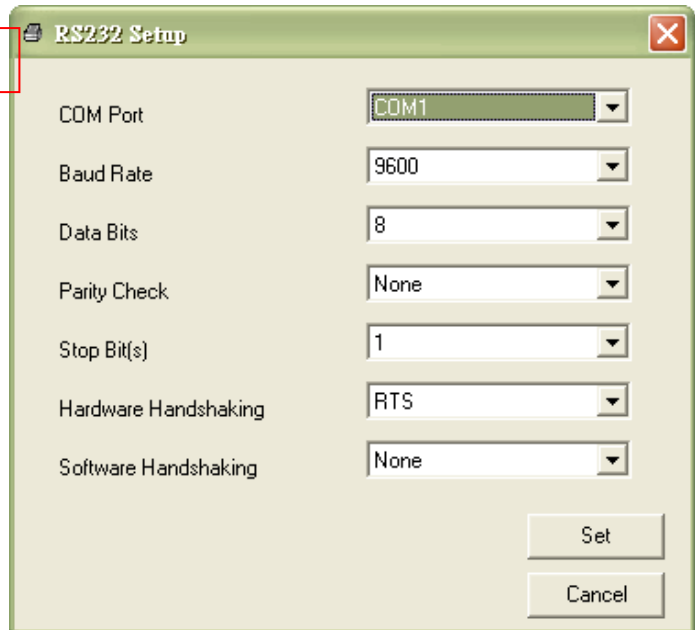 RS232 Setup
COM Port COM1
Baud Rate 9600
Data Bits 8
Parity Check None
Stop Bit(s) 1
Hardware Handshaking RTS
Software Handshaking None
Set
Cancel